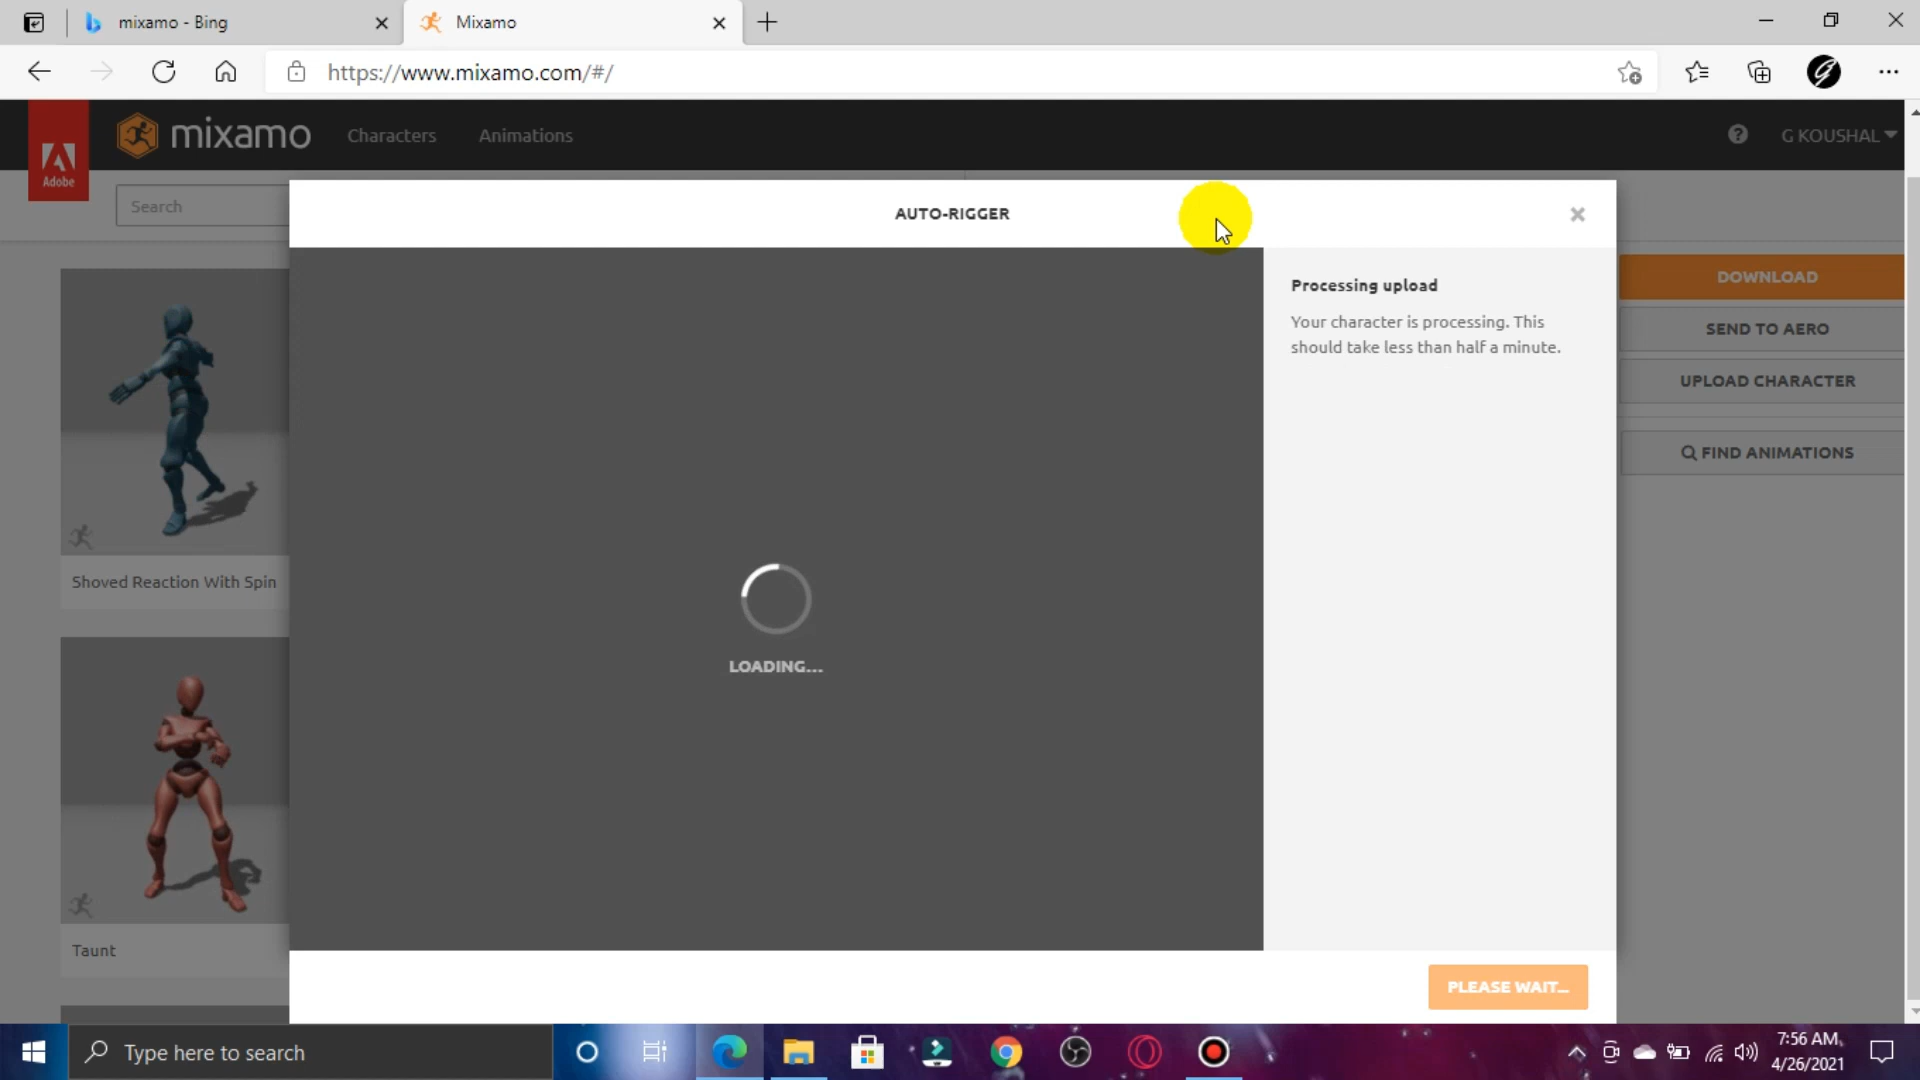 mixamo - Bing
Mixamo
https://www.mixamo.com/#/
Adobe
mixamo
Characters
Animations
G KOUSHAL
Search
AUTO-RIGGER
Processing upload
Your character is processing. This
should take less than half a minute.
DOWNLOAD
SEND TO AERO
UPLOAD CHARACTER
FIND ANIMATIONS
LOADING...
Shoved Reaction With Spin
Taunt
PLEASE WAIT...
Type here to search
7:56 AM
4/26/2021